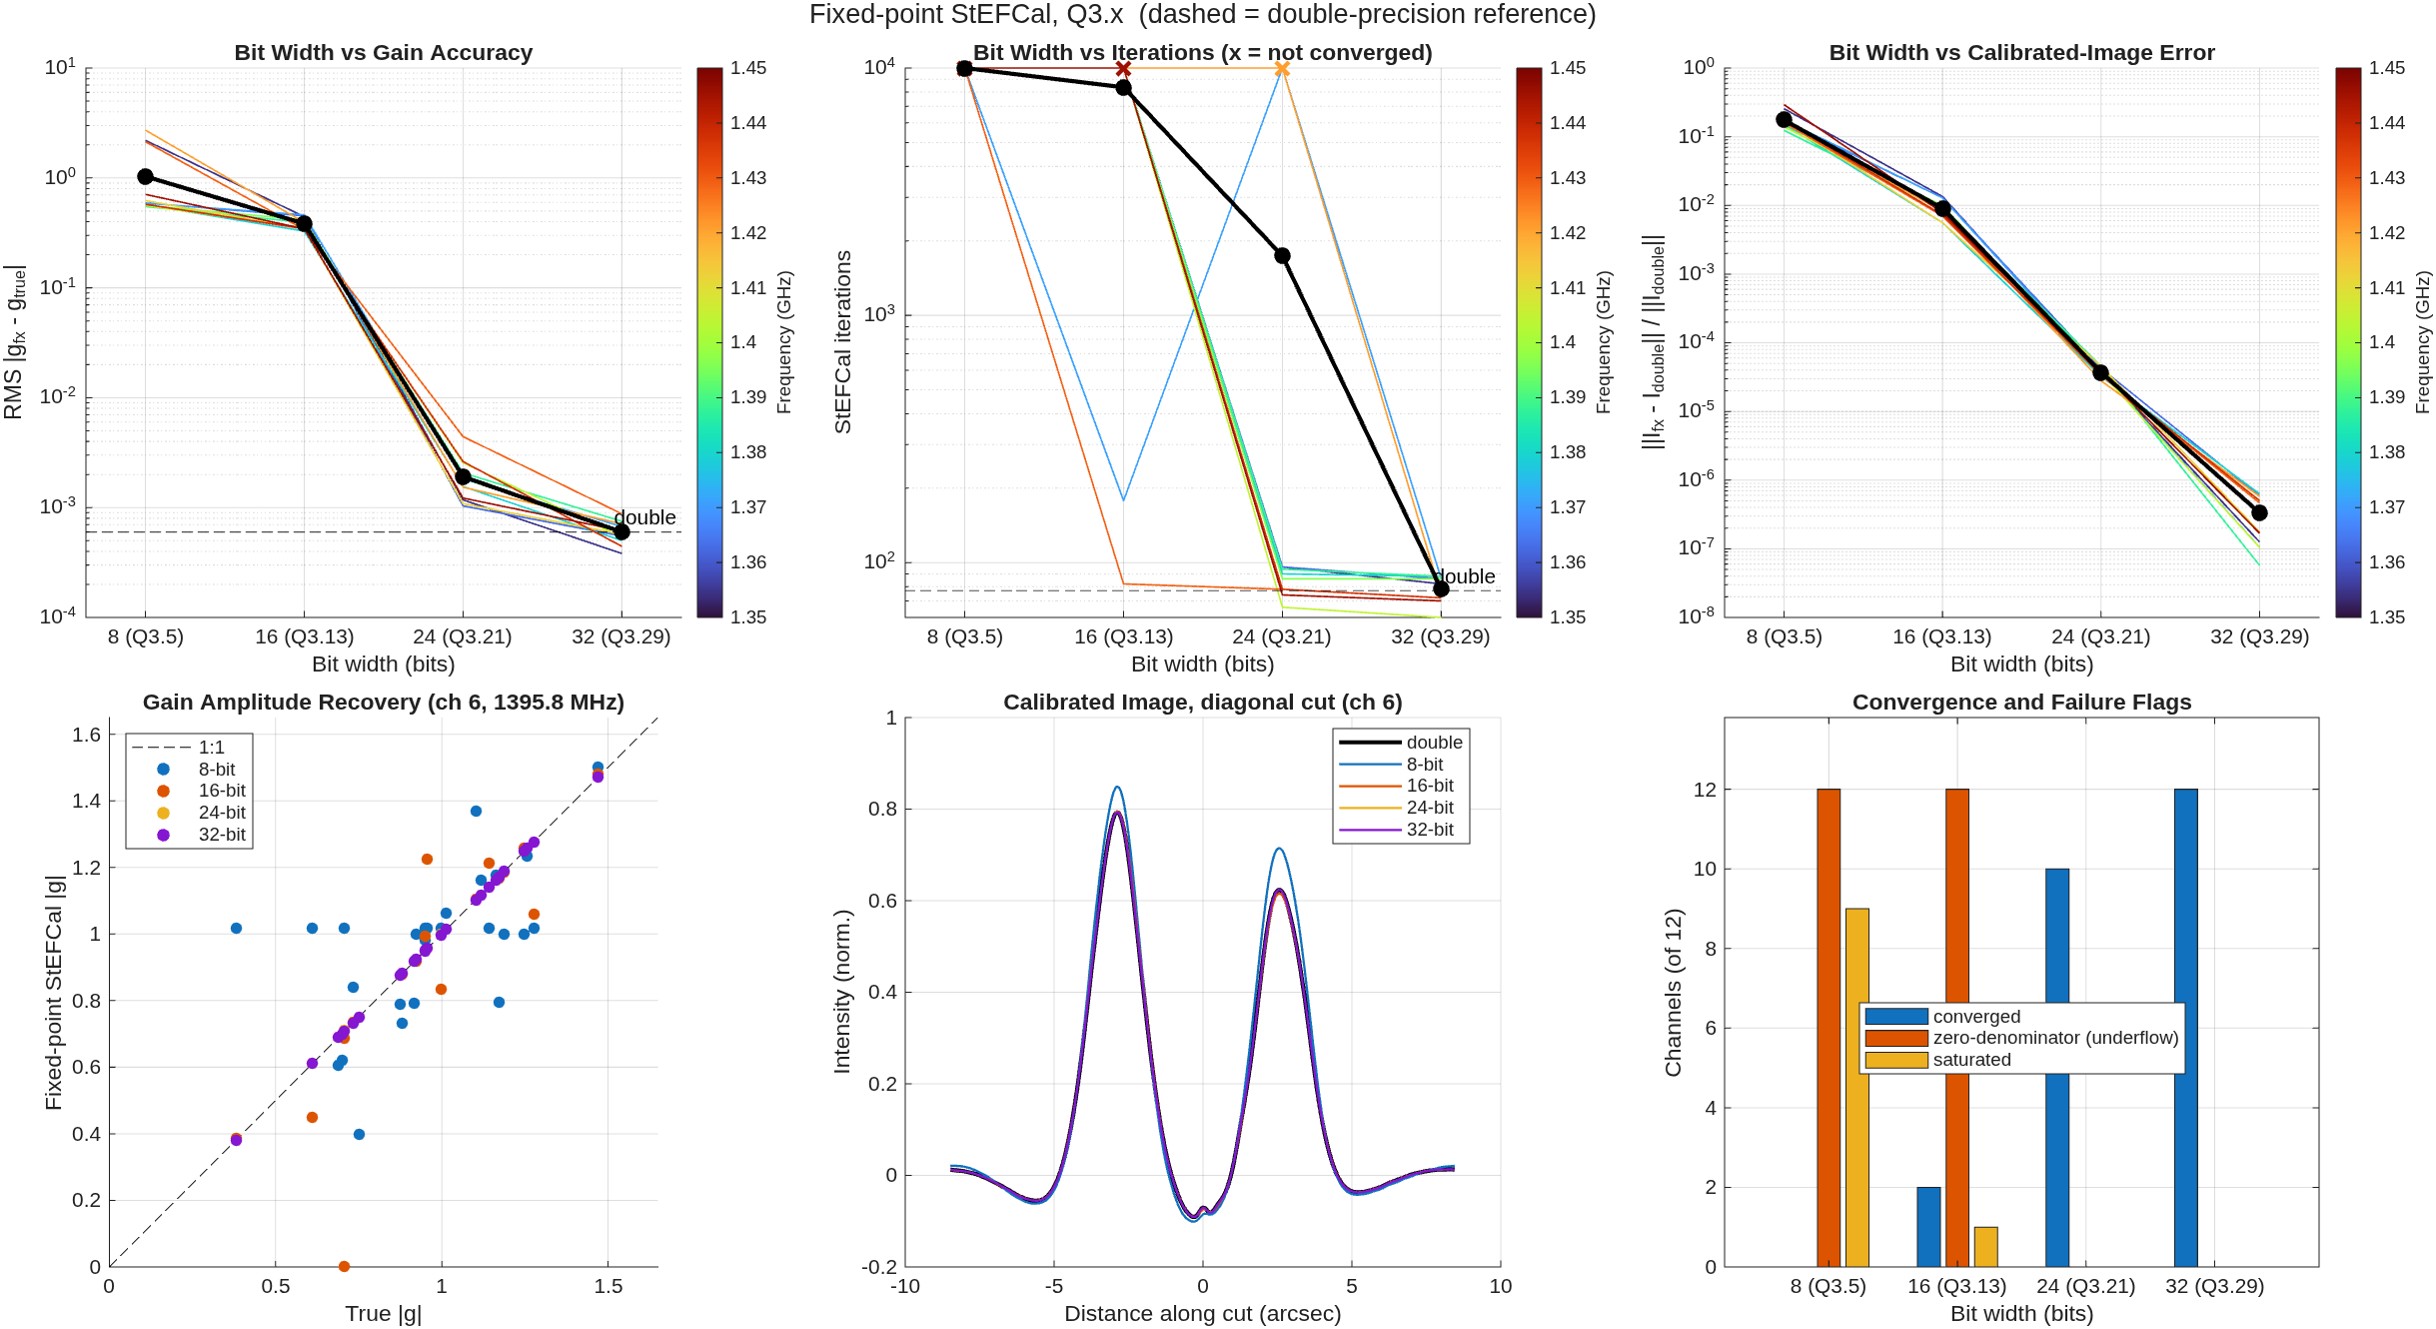 Fixed-point StEFCal, Q3.x  (dashed = double-precision reference)
Bit Width vs Gain Accuracy
10^1
10^0
10^-1
10^-2
10^-3
10^-4
RMS |g_fx - g_true|
double
8 (Q3.5)
16 (Q3.13)
24 (Q3.21)
32 (Q3.29)
Bit width (bits)
1.45
1.44
1.43
1.42
1.41
1.4
1.39
1.38
1.37
1.36
1.35
Frequency (GHz)
Bit Width vs Iterations (x = not converged)
10^4
10^3
10^2
StEFCal iterations
double
8 (Q3.5)
16 (Q3.13)
24 (Q3.21)
32 (Q3.29)
Bit width (bits)
1.45
1.44
1.43
1.42
1.41
1.4
1.39
1.38
1.37
1.36
1.35
Frequency (GHz)
Bit Width vs Calibrated-Image Error
10^0
10^-1
10^-2
10^-3
10^-4
10^-5
10^-6
10^-7
10^-8
||I_fx - I_double|| / ||I_double||
8 (Q3.5)
16 (Q3.13)
24 (Q3.21)
32 (Q3.29)
Bit width (bits)
1.45
1.44
1.43
1.42
1.41
1.4
1.39
1.38
1.37
1.36
1.35
Frequency (GHz)
Gain Amplitude Recovery (ch 6, 1395.8 MHz)
1.6
1.4
1.2
1
0.8
0.6
0.4
0.2
0
Fixed-point StEFCal |g|
1:1
8-bit
16-bit
24-bit
32-bit
0
0.5
1
1.5
True |g|
Calibrated Image, diagonal cut (ch 6)
1
0.8
0.6
0.4
0.2
0
-0.2
Intensity (norm.)
double
8-bit
16-bit
24-bit
32-bit
-10
-5
0
5
10
Distance along cut (arcsec)
Convergence and Failure Flags
12
10
8
6
4
2
0
Channels (of 12)
converged
zero-denominator (underflow)
saturated
8 (Q3.5)
16 (Q3.13)
24 (Q3.21)
32 (Q3.29)
Bit width (bits)